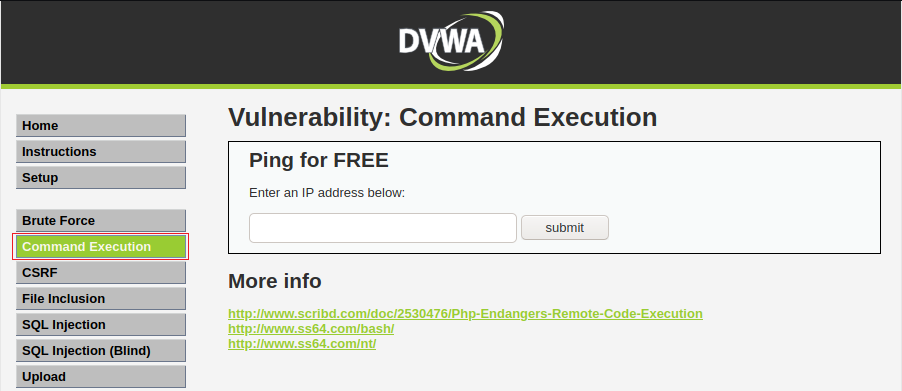 DVWA
Home
Instructions
Setup
Brute Force
Command Execution
CSRF
File Inclusion
SQL Injection
SQL Injection (Blind)
Upload
Vulnerability: Command Execution
Ping for FREE
Enter an IP address below:
submit
More info
http://www.scribd.com/doc/2530476/Php-Endangers-Remote-Code-Execution
http://www.ss64.com/bash/
http://www.ss64.com/nt/